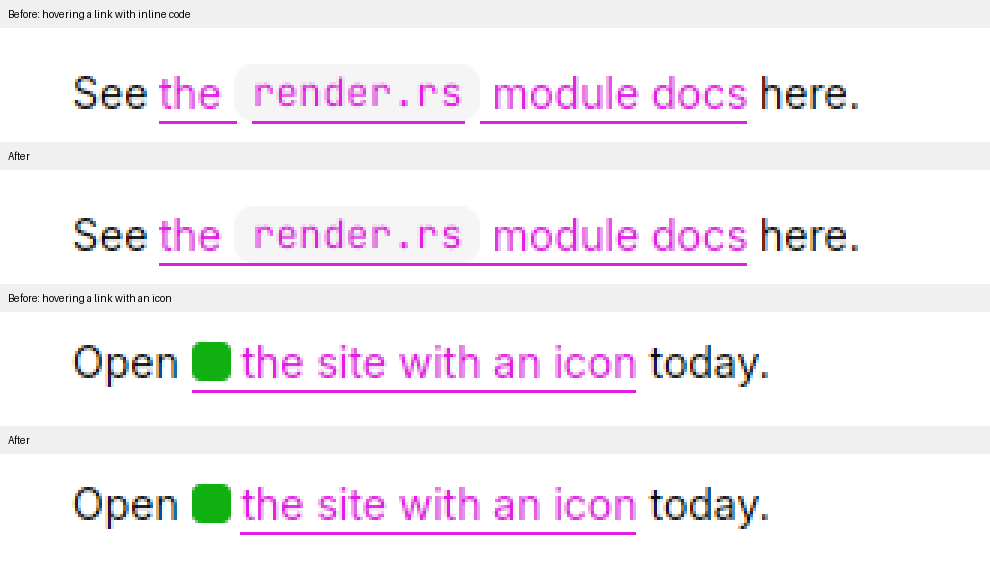 Before: hovering a link with inline code
See the render.rs module docs here.
After
See the render.rs module docs here.
Before: hovering a link with an icon
Open the site with an icon today.
After
Open the site with an icon today.